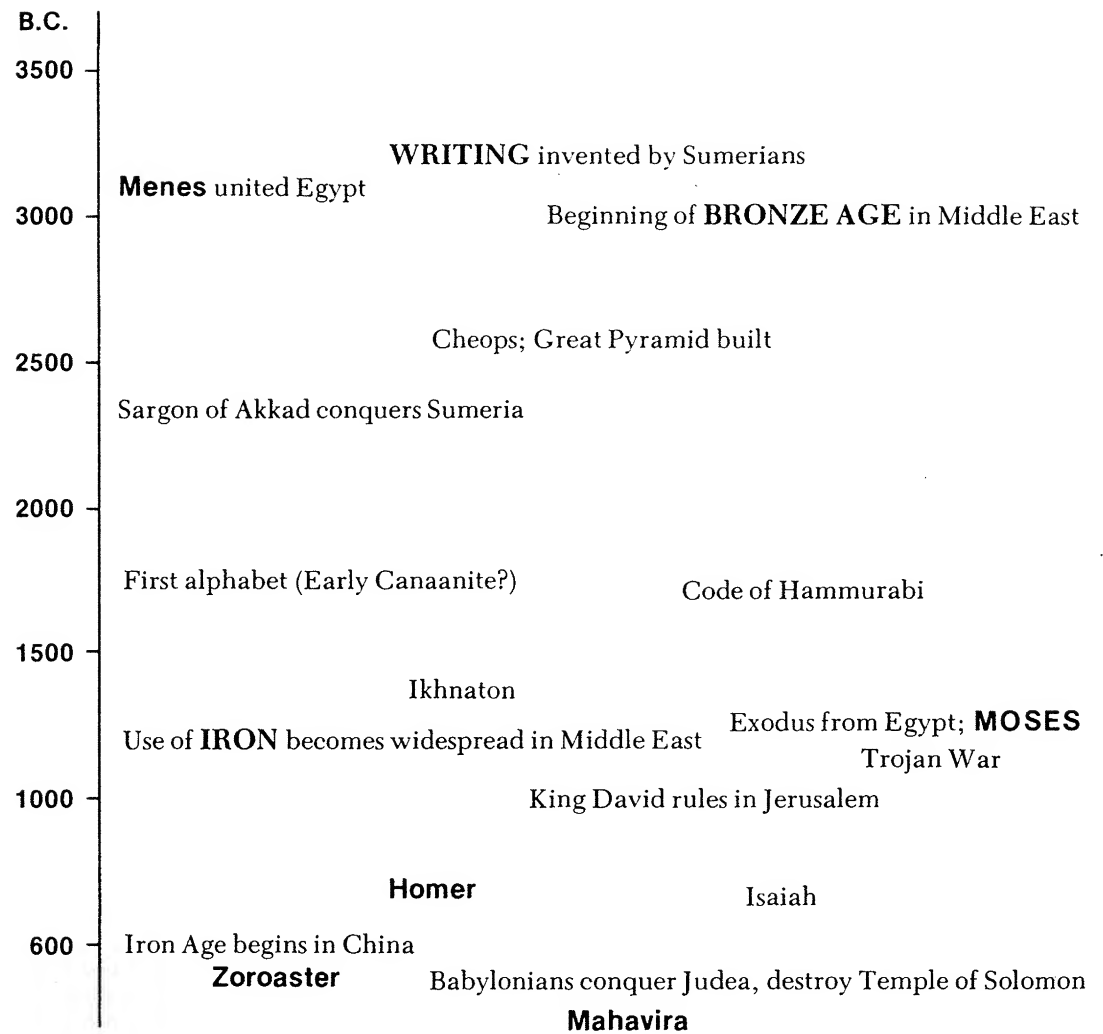 B.C.
3500
WRITING invented by Sumerians
Menes united Egypt
3000
Beginning of BRONZE AGE in Middle East
Cheops; Great Pyramid built
2500
Sargon of Akkad conquers Sumeria
2000
First alphabet (Early Canaanite?)
Code of Hammurabi
1500
Ikhnaton
Exodus from Egypt; MOSES
Use of IRON becomes widespread in Middle East
Trojan War
1000
King David rules in Jerusalem
Homer
Isaiah
600
Iron Age begins in China
Zoroaster
Babylonians conquer Judea, destroy Temple of Solomon
Mahavira